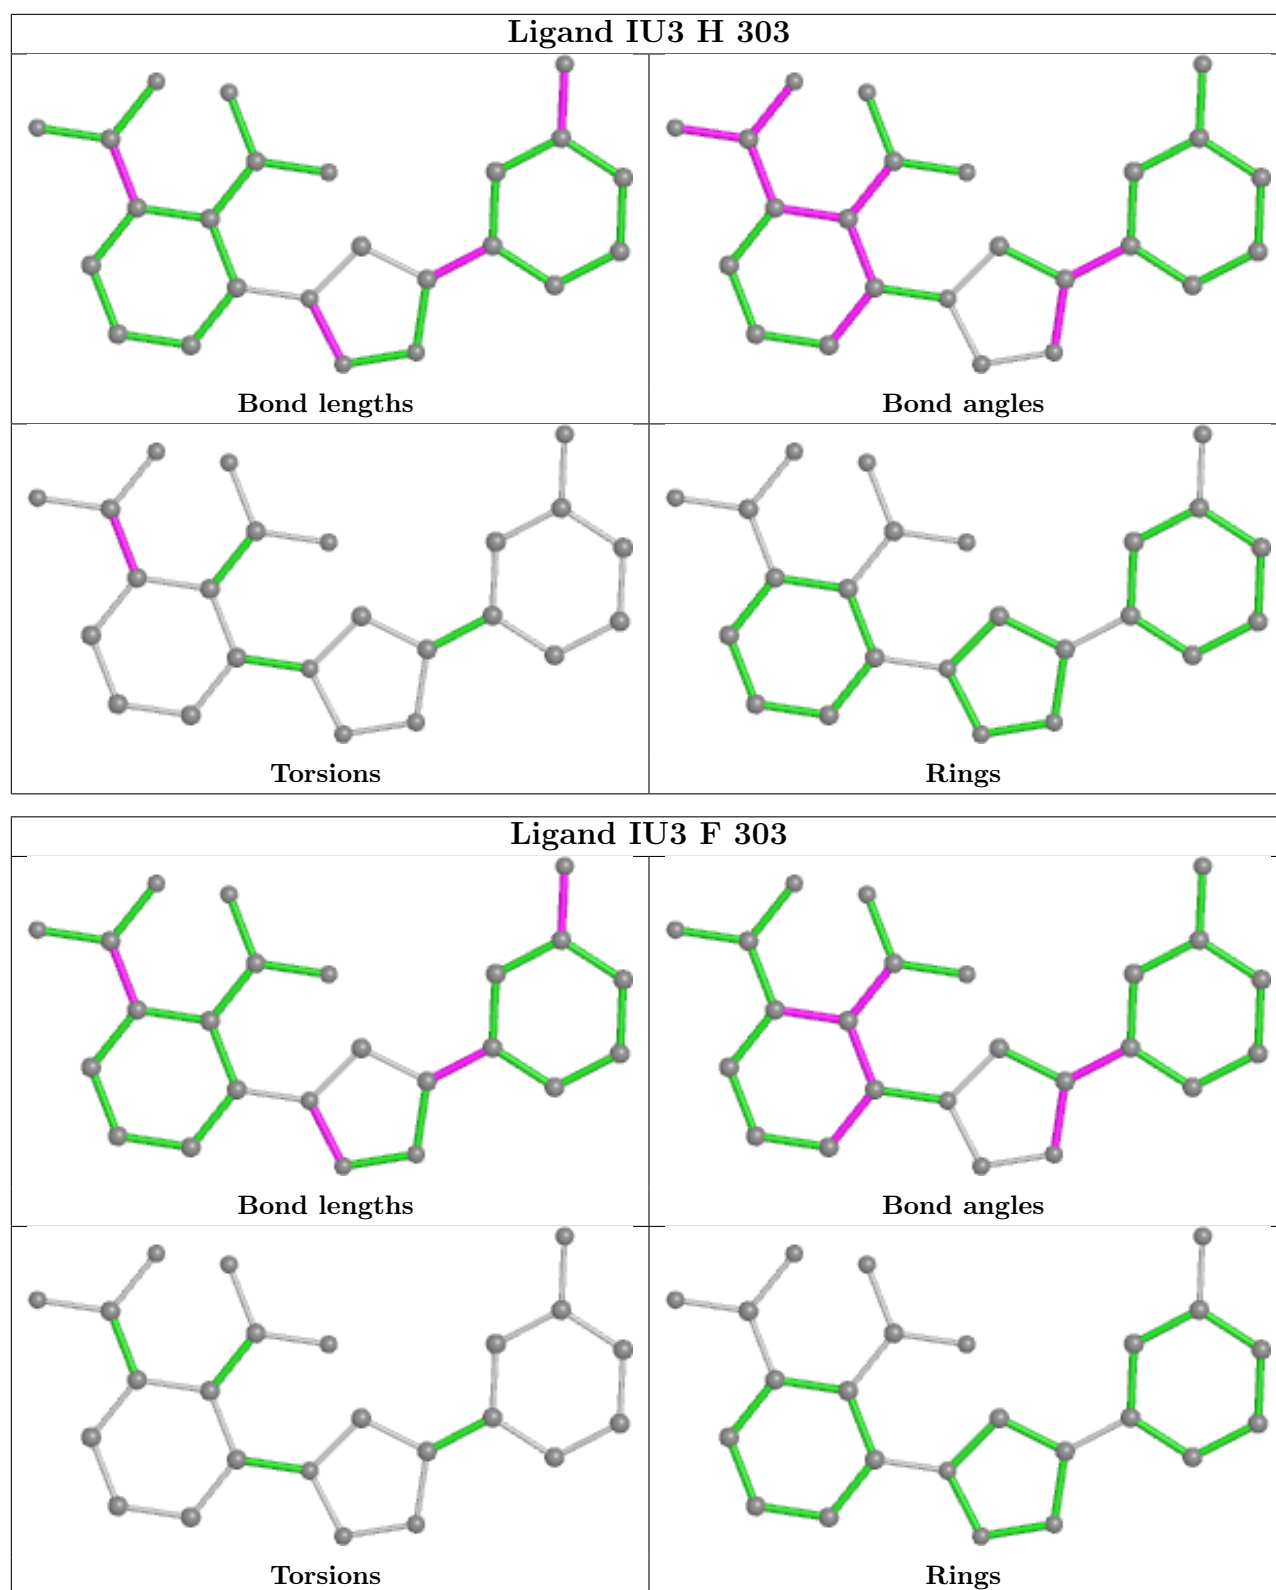 Ligand IU3 H 303
Bond lengths
Bond angles
Torsions
Rings
Ligand IU3 F 303
Bond lengths
Bond angles
Torsions
Rings